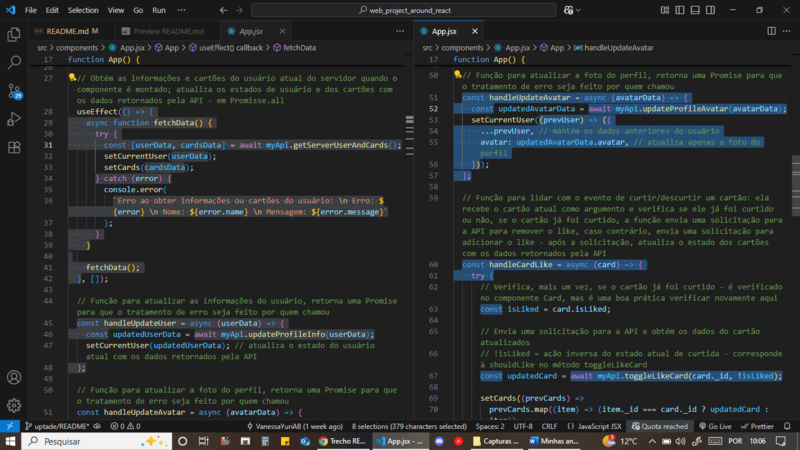 File Edit Selection View Go Run ···
web_project_around_react
README.md M
Preview README.md
App.jsx
App.jsx
src > components > App.jsx > App > useEffect() callback > fetchData
src > components > App.jsx > App > handleUpdateAvatar
17 function App() {
27 // Obtém as informações e cartões do usuário atual do servidor quando o
componente é montado; atualiza os estados de usuário e dos cartões com
os dados retornados pela API - em Promisse.all
28 useEffect(() => {
29 async function fetchData() {
30 try {
31 const [userData, cardsData] = await myApi.getServerUserAndCards();
32 setCurrentUser(userData);
33 setCards(cardsData);
34 } catch (error) {
35 console.error(
36 `Erro ao obter informações ou cartões do usuário: \n Erro: $
{error} \n Nome: ${error.name} \n Mensagem: ${error.message}`
37 );
38 }
39 }
40
41 fetchData();
42 }, []);
43
44 // Função para atualizar as informações do usuário, retorna uma Promise
para que o tratamento de erro seja feito por quem chamou
45 const handleUpdateUser = async (userData) => {
46 const updatedUserData = await myApi.updateProfileInfo(userData);
47 setCurrentUser(updatedUserData); // atualiza o estado do usuário
atual com os dados retornados pela API
48 };
49
50 // Função para atualizar a foto do perfil, retorna uma Promise para que
o tratamento de erro seja feito por quem chamou
51 const handleUpdateAvatar = async (avatarData) => {
17 function App() {
50 // Função para atualizar a foto do perfil, retorna uma Promise para que
o tratamento de erro seja feito por quem chamou
51 const handleUpdateAvatar = async (avatarData) => {
52 const updatedAvatarData = await myApi.updateProfileAvatar(avatarData);
53 setCurrentUser((prevUser) => ({
54 ...prevUser, // mantém os dados anteriores do usuário
55 avatar: updatedAvatarData.avatar, // atualiza apenas a foto do
perfil
56 }));
57 };
58
59 // Função para lidar com o evento de curtir/descurtir um cartão: ela
recebe o cartão atual como argumento e verifica se ele já foi curtido
ou não, se o cartão já foi curtido, a função envia uma solicitação para
a API para remover o like, caso contrário, envia uma solicitação para
adicionar o like - após a solicitação, atualiza o estado dos cartões
com os dados retornados pela API
60 const handleCardLike = async (card) => {
61 try {
62 // Verifica, mais um vez, se o cartão já foi curtido - é verificado
no componente Card, mas é uma boa prática verificar novamente aqui
63 const isLiked = card.isLiked;
64
65 // Envia uma solicitação para a API e obtém os dados do cartão
atualizados
66 // !isLiked = ação inversa do estado atual de curtida - corresponde
à shouldLike no método toggleLikeCard
67 const updatedCard = await myApi.toggleLikeCard(card._id, !isLiked);
68
69 setCards((prevCards) =>
70 prevCards.map((item) => (item._id === card._id ? updatedCard :
item))
29
uptade/README*
0 0
VanessaYuriAB (1 week ago)
8 selections (379 characters selected)
Spaces: 2
UTF-8
CRLF
{} JavaScript JSX
Quota reached
Go Live
Prettier
Pesquisar
Trecho RE...
App.jsx - ...
Capturas ...
Minhas an...
12°C
POR
10:06